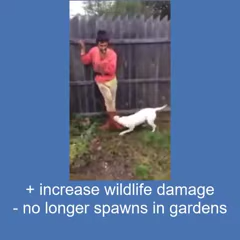 + increase wildlife damage
- no longer spawns in gardens